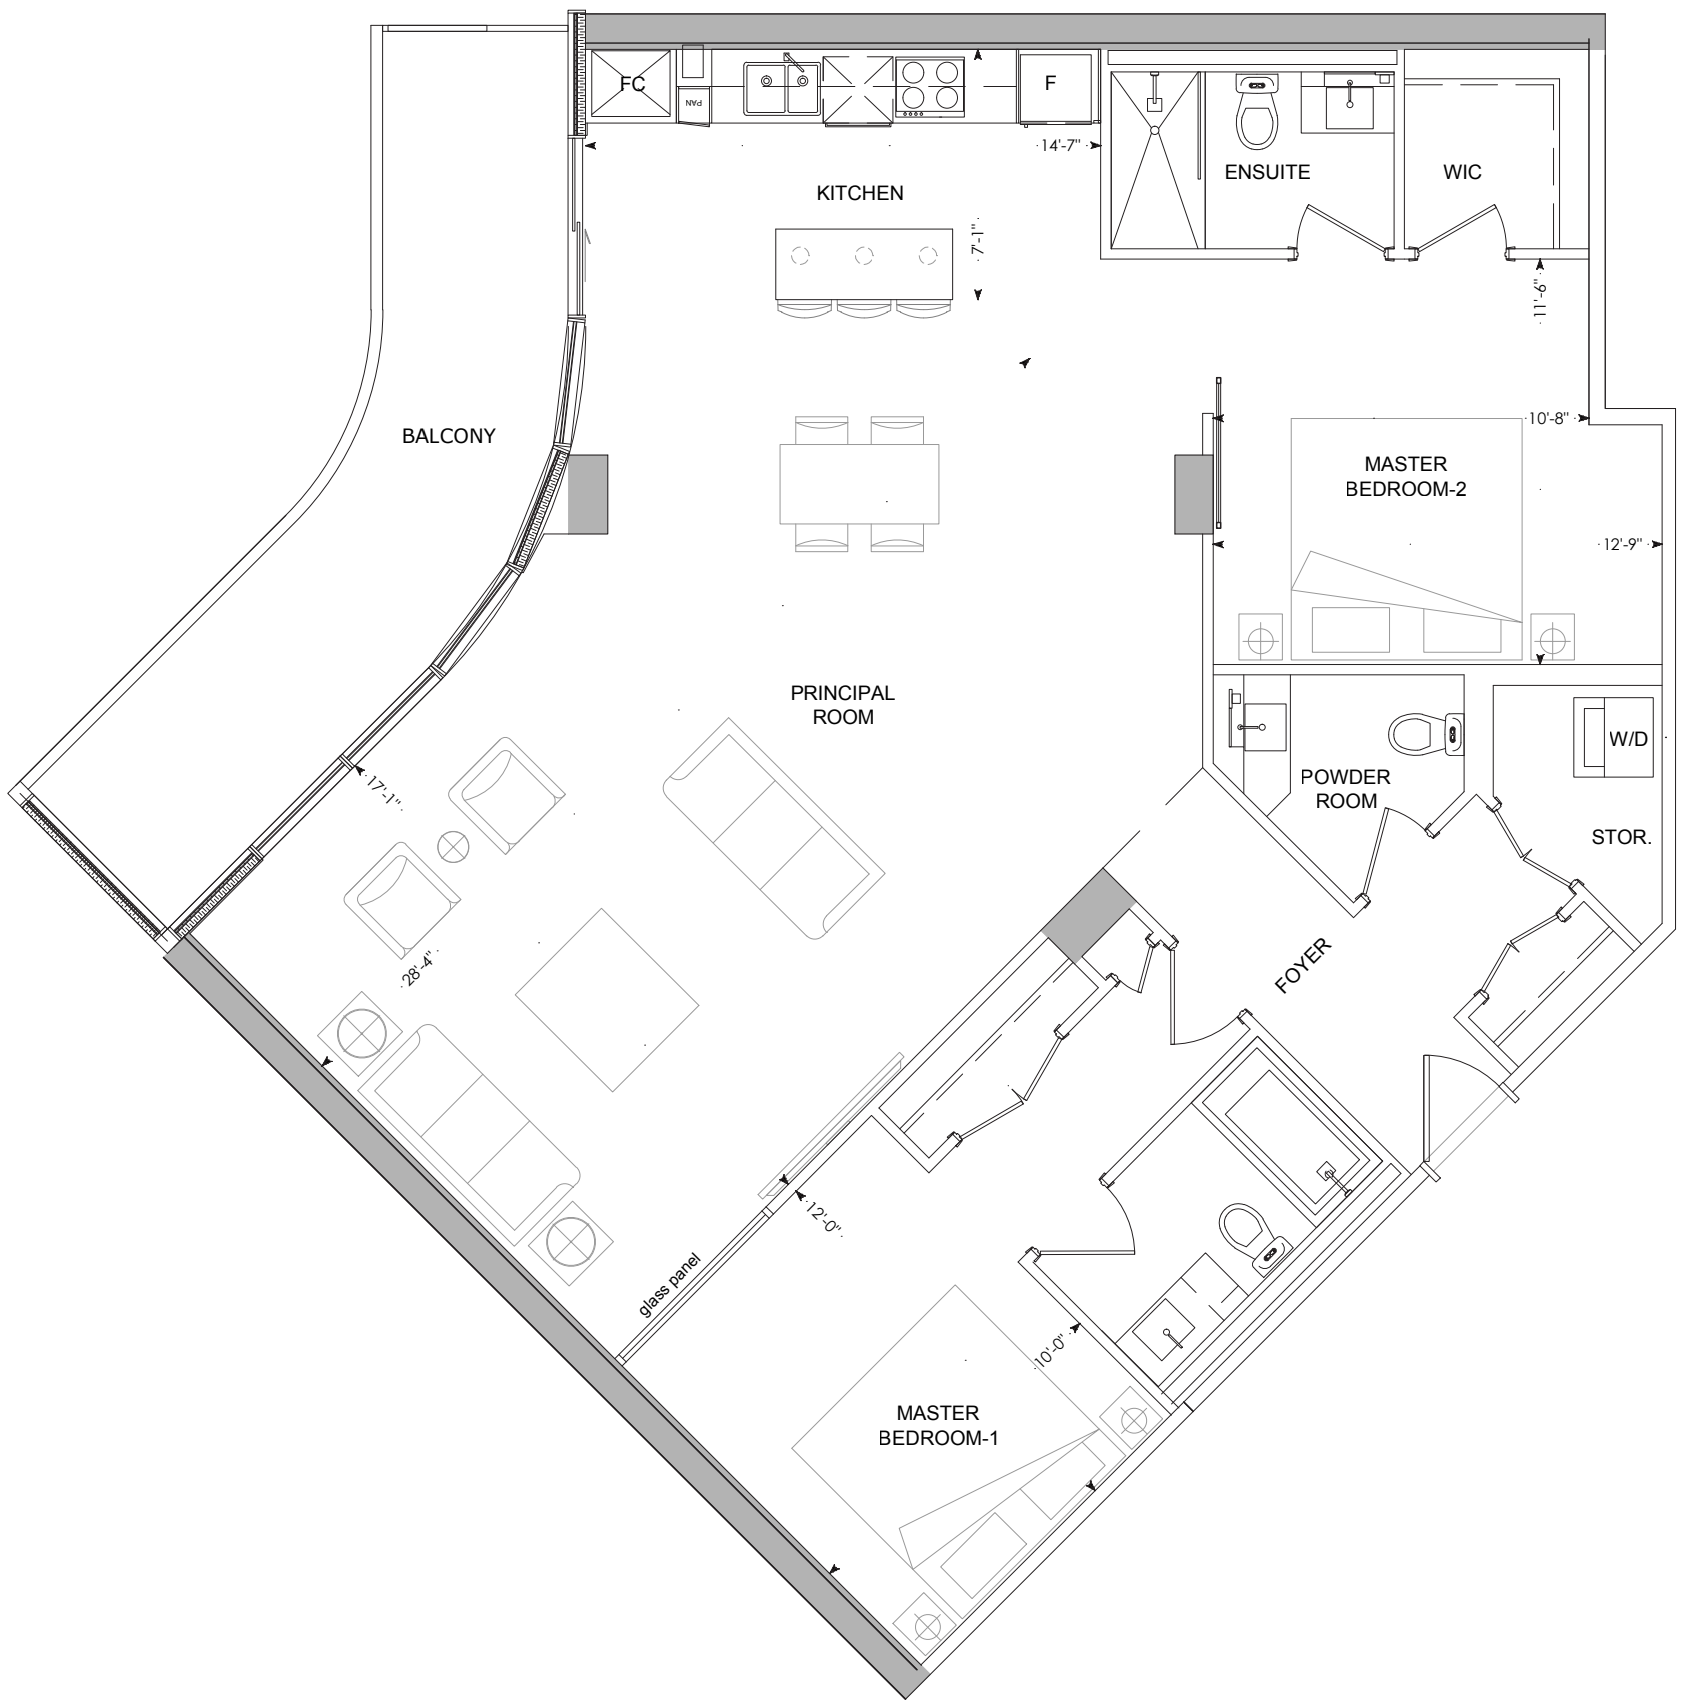 FC
PAN
F
14'-7"
ENSUITE
WIC
KITCHEN
7'-1"
11'-6"
10'-8"
BALCONY
MASTER
BEDROOM-2
12'-9"
PRINCIPAL
ROOM
W/D
17'-1"
POWDER
ROOM
STOR.
28'-4"
FOYER
12'-0"
glass panel
10'-0"
MASTER
BEDROOM-1